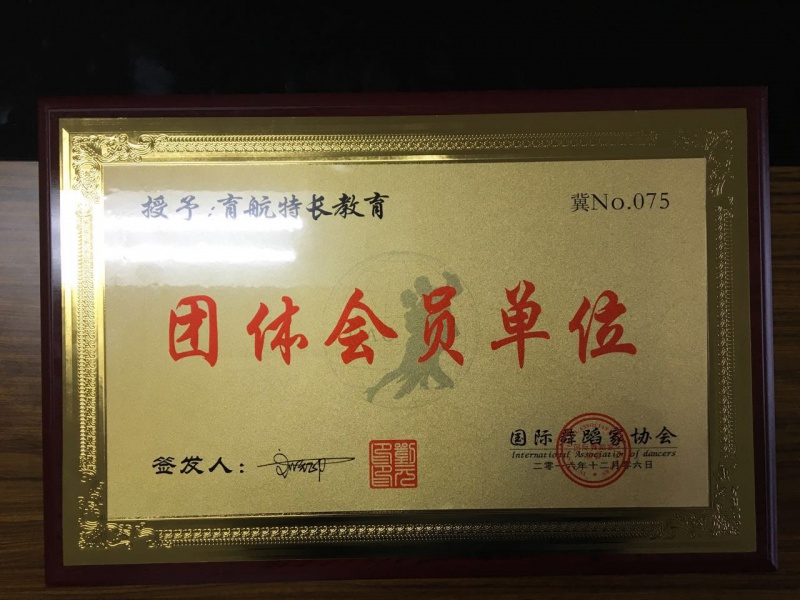 授予：育航特长教育
冀No.075
团体会员单位
签发人：
国际舞蹈家协会
International Association of dancers
二零一六年十二月零六日